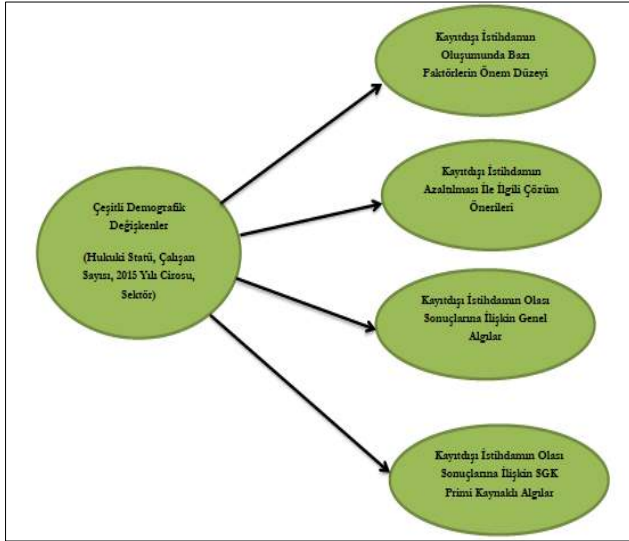 Kayıtdışı İstihdamın
Oluşumunda Bazı
Faktörlerin Önem Düzeyi
Kayıtdışı İstihdamın
Azaltılması İle İlgili Çözüm
Önerileri
Çeşitli Demografik
Değişkenler
(Hukuki Statü, Çalışan
Sayısı, 2015 Yılı Cirosu,
Sektör)
Kayıtdışı İstihdamın Olası
Sonuçlarına İlişkin Genel
Algılar
Kayıtdışı İstihdamın Olası
Sonuçlarına İlişkin SGK
Primi Kaynaklı Algılar